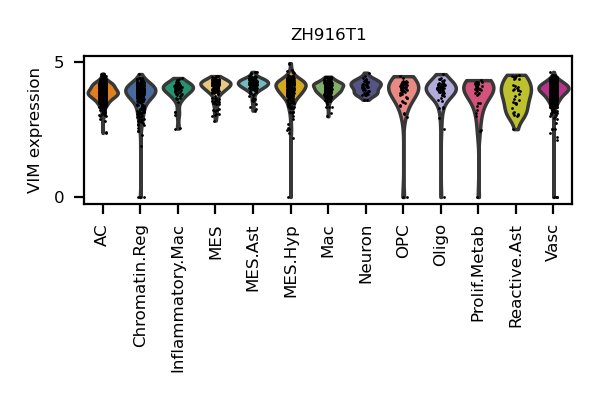 ZH916T1
VIM expression
5
0
AC
Chromatin.Reg
Inflammatory.Mac
MES
MES.Ast
MES.Hyp
Mac
Neuron
OPC
Oligo
Prolif.Metab
Reactive.Ast
Vasc